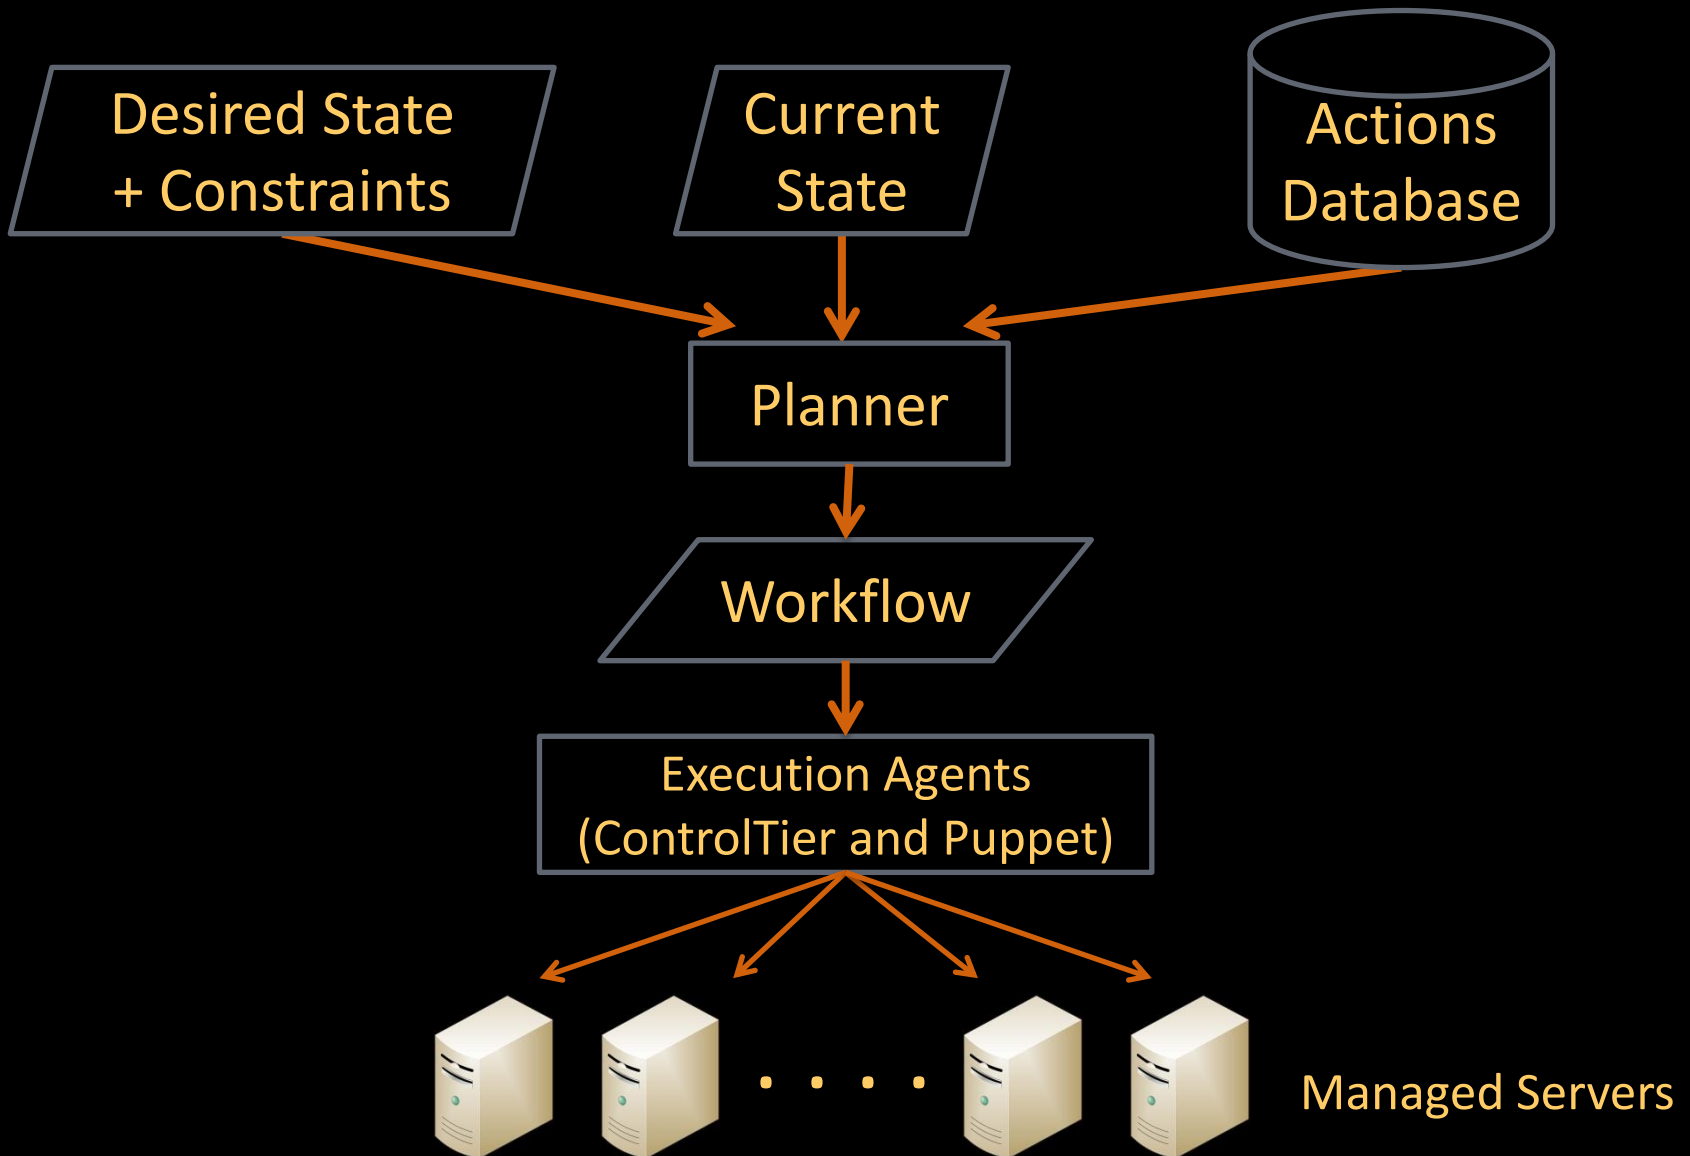 Desired State
+ Constraints
Current
State
Actions
Database
Planner
Workflow
Execution Agents
(ControlTier and Puppet)
. . . .
Managed Servers